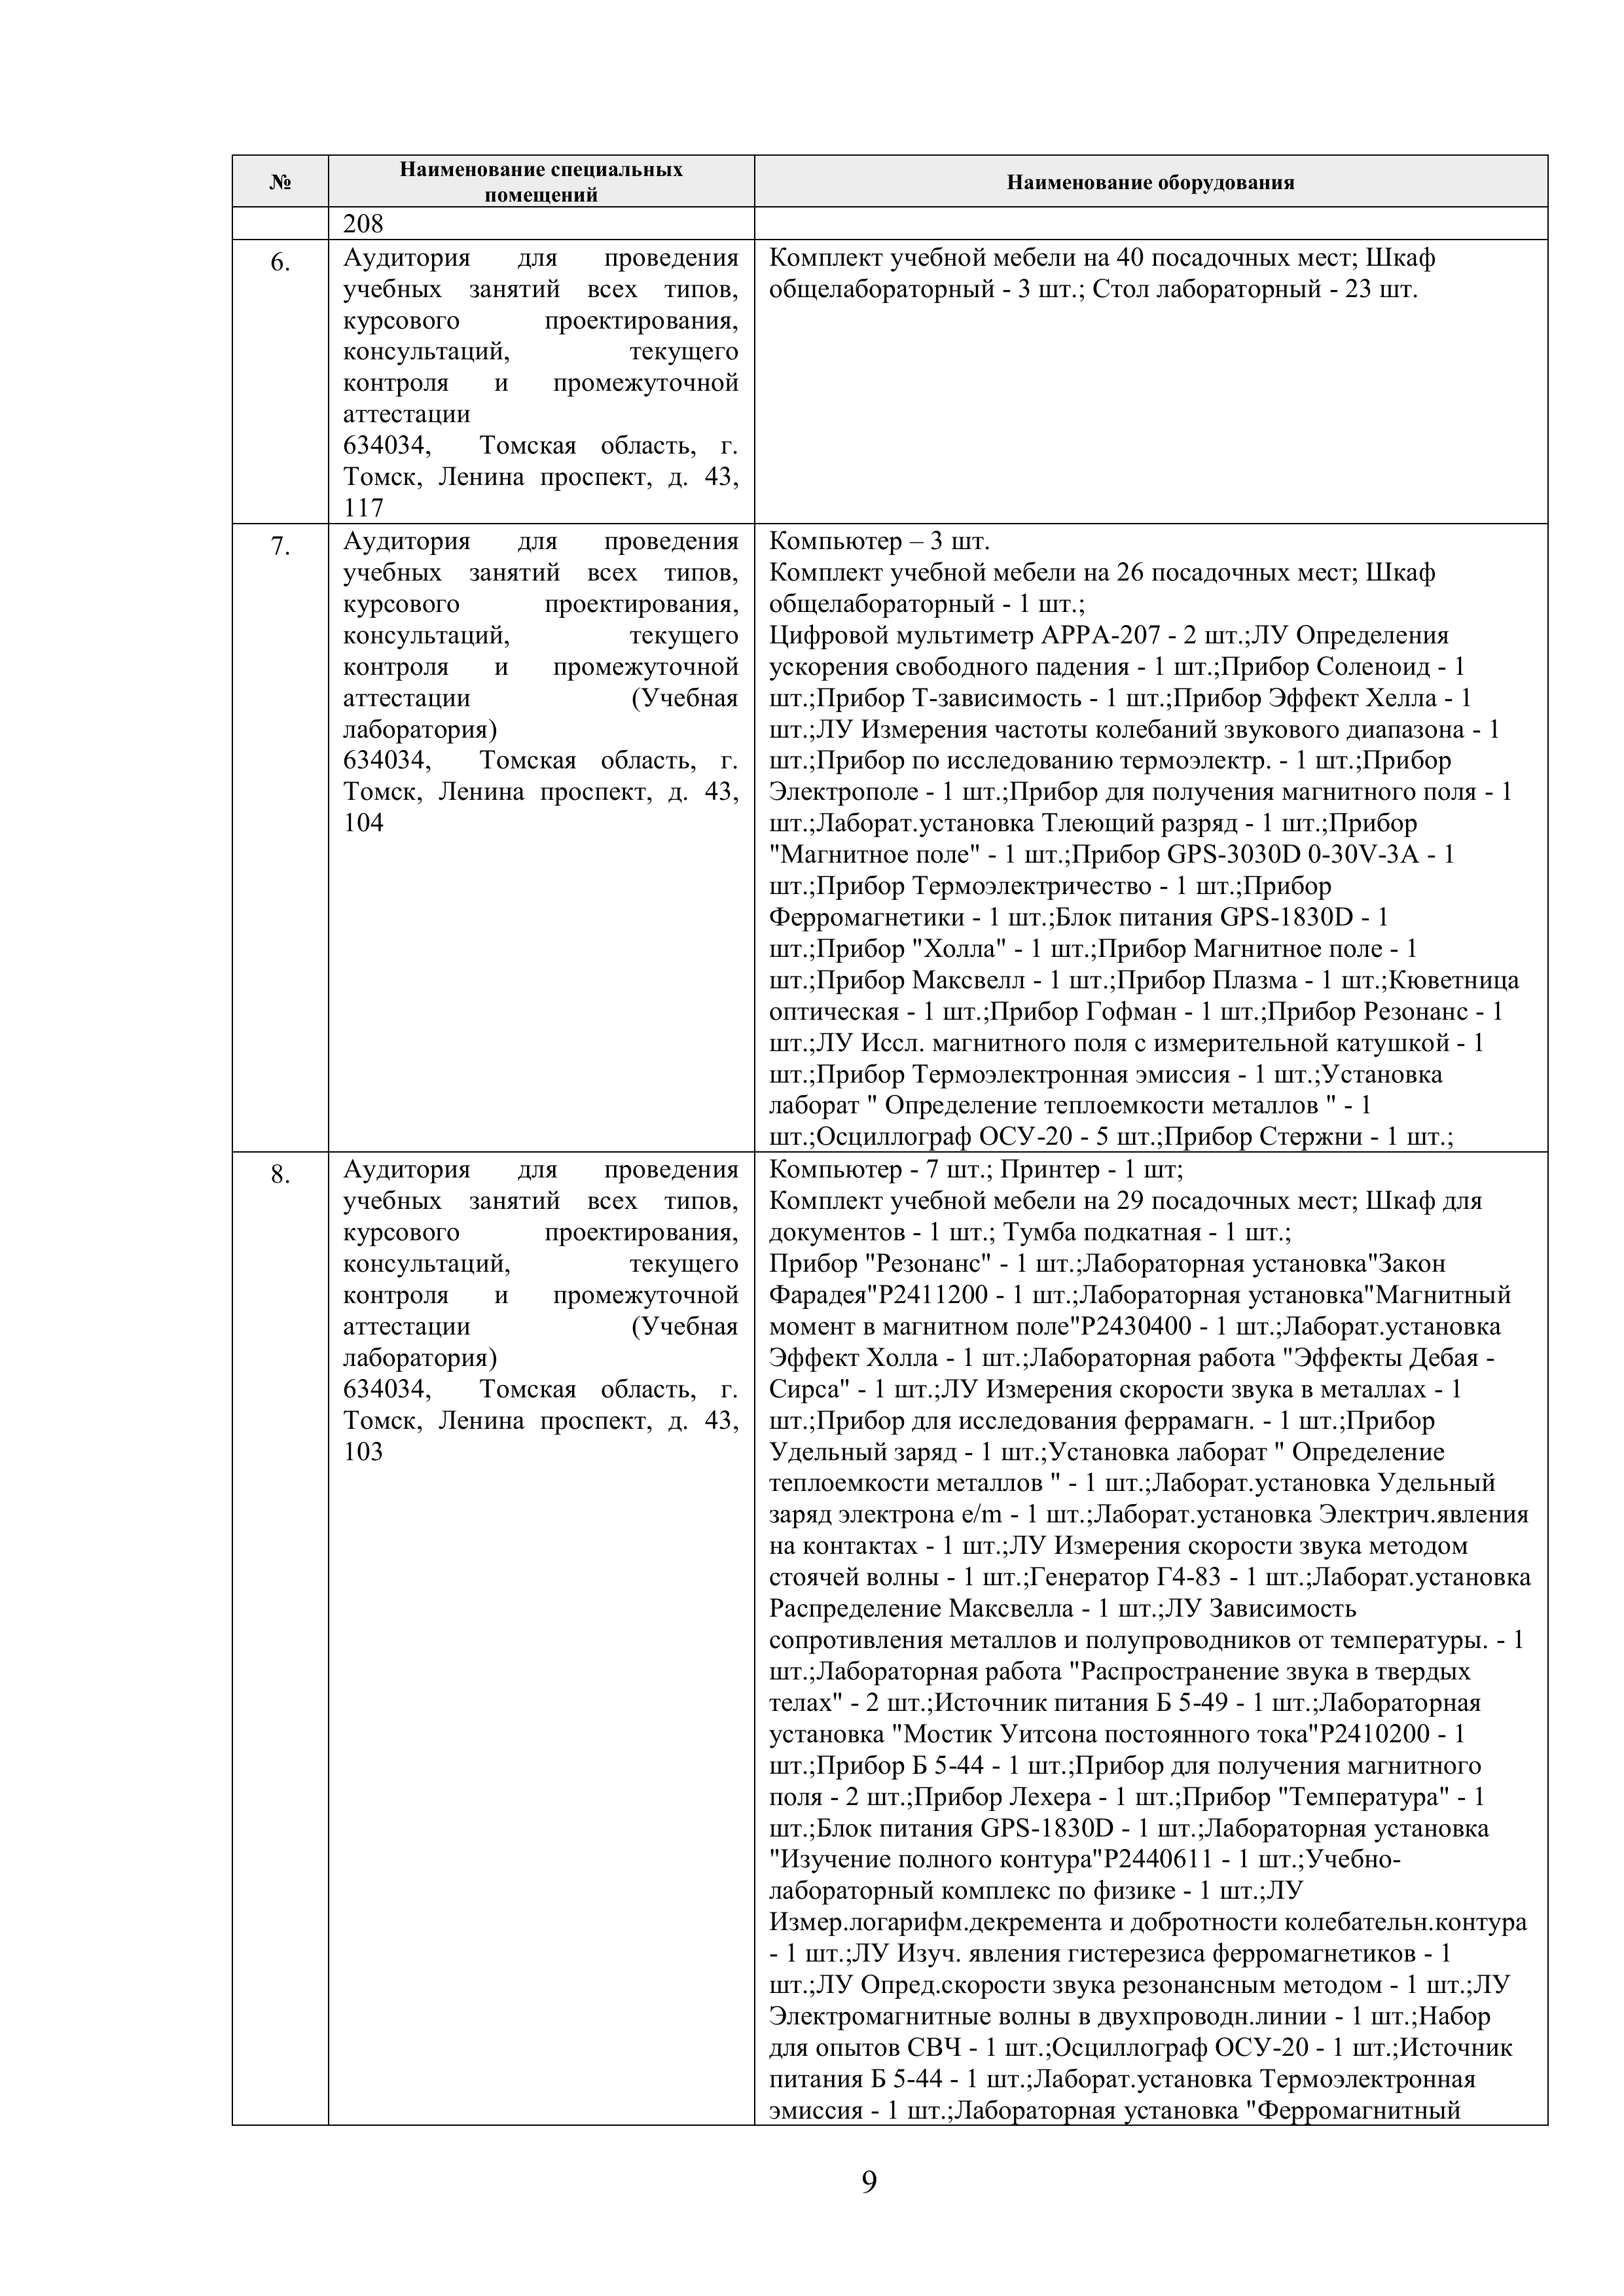 №
Наименование специальных
помещений
Наименование оборудования
208
6.
Аудитория для проведения
учебных занятий всех типов,
курсового проектирования,
консультаций, текущего
контроля и промежуточной
аттестации
634034, Томская область, г.
Томск, Ленина проспект, д. 43,
117
Комплект учебной мебели на 40 посадочных мест; Шкаф
общелабораторный - 3 шт.; Стол лабораторный - 23 шт.
7.
Аудитория для проведения
учебных занятий всех типов,
курсового проектирования,
консультаций, текущего
контроля и промежуточной
аттестации (Учебная
лаборатория)
634034, Томская область, г.
Томск, Ленина проспект, д. 43,
104
Компьютер – 3 шт.
Комплект учебной мебели на 26 посадочных мест; Шкаф
общелабораторный - 1 шт.;
Цифровой мультиметр АРРА-207 - 2 шт.;ЛУ Определения
ускорения свободного падения - 1 шт.;Прибор Соленоид - 1
шт.;Прибор Т-зависимость - 1 шт.;Прибор Эффект Хелла - 1
шт.;ЛУ Измерения частоты колебаний звукового диапазона - 1
шт.;Прибор по исследованию термоэлектр. - 1 шт.;Прибор
Электрополе - 1 шт.;Прибор для получения магнитного поля - 1
шт.;Лаборат.установка Тлеющий разряд - 1 шт.;Прибор
"Магнитное поле" - 1 шт.;Прибор GPS-3030D 0-30V-3A - 1
шт.;Прибор Термоэлектричество - 1 шт.;Прибор
Ферромагнетики - 1 шт.;Блок питания GPS-1830D - 1
шт.;Прибор "Холла" - 1 шт.;Прибор Магнитное поле - 1
шт.;Прибор Максвелл - 1 шт.;Прибор Плазма - 1 шт.;Кюветница
оптическая - 1 шт.;Прибор Гофман - 1 шт.;Прибор Резонанс - 1
шт.;ЛУ Иссл. магнитного поля с измерительной катушкой - 1
шт.;Прибор Термоэлектронная эмиссия - 1 шт.;Установка
лаборат " Определение теплоемкости металлов " - 1
шт.;Осциллограф ОСУ-20 - 5 шт.;Прибор Стержни - 1 шт.;
8.
Аудитория для проведения
учебных занятий всех типов,
курсового проектирования,
консультаций, текущего
контроля и промежуточной
аттестации (Учебная
лаборатория)
634034, Томская область, г.
Томск, Ленина проспект, д. 43,
103
Компьютер - 7 шт.; Принтер - 1 шт;
Комплект учебной мебели на 29 посадочных мест; Шкаф для
документов - 1 шт.; Тумба подкатная - 1 шт.;
Прибор "Резонанс" - 1 шт.;Лабораторная установка"Закон
Фарадея"Р2411200 - 1 шт.;Лабораторная установка"Магнитный
момент в магнитном поле"Р2430400 - 1 шт.;Лаборат.установка
Эффект Холла - 1 шт.;Лабораторная работа "Эффекты Дебая -
Сирса" - 1 шт.;ЛУ Измерения скорости звука в металлах - 1
шт.;Прибор для исследования феррамагн. - 1 шт.;Прибор
Удельный заряд - 1 шт.;Установка лаборат " Определение
теплоемкости металлов " - 1 шт.;Лаборат.установка Удельный
заряд электрона e/m - 1 шт.;Лаборат.установка Электрич.явления
на контактах - 1 шт.;ЛУ Измерения скорости звука методом
стоячей волны - 1 шт.;Генератор Г4-83 - 1 шт.;Лаборат.установка
Распределение Максвелла - 1 шт.;ЛУ Зависимость
сопротивления металлов и полупроводников от температуры. - 1
шт.;Лабораторная работа "Распространение звука в твердых
телах" - 2 шт.;Источник питания Б 5-49 - 1 шт.;Лабораторная
установка "Мостик Уитсона постоянного тока"Р2410200 - 1
шт.;Прибор Б 5-44 - 1 шт.;Прибор для получения магнитного
поля - 2 шт.;Прибор Лехера - 1 шт.;Прибор "Температура" - 1
шт.;Блок питания GPS-1830D - 1 шт.;Лабораторная установка
"Изучение полного контура"Р2440611 - 1 шт.;Учебно-
лабораторный комплекс по физике - 1 шт.;ЛУ
Измер.логарифм.декремента и добротности колебательн.контура
- 1 шт.;ЛУ Изуч. явления гистерезиса ферромагнетиков - 1
шт.;ЛУ Опред.скорости звука резонансным методом - 1 шт.;ЛУ
Электромагнитные волны в двухпроводн.линии - 1 шт.;Набор
для опытов СВЧ - 1 шт.;Осциллограф ОСУ-20 - 1 шт.;Источник
питания Б 5-44 - 1 шт.;Лаборат.установка Термоэлектронная
эмиссия - 1 шт.;Лабораторная установка "Ферромагнитный
9